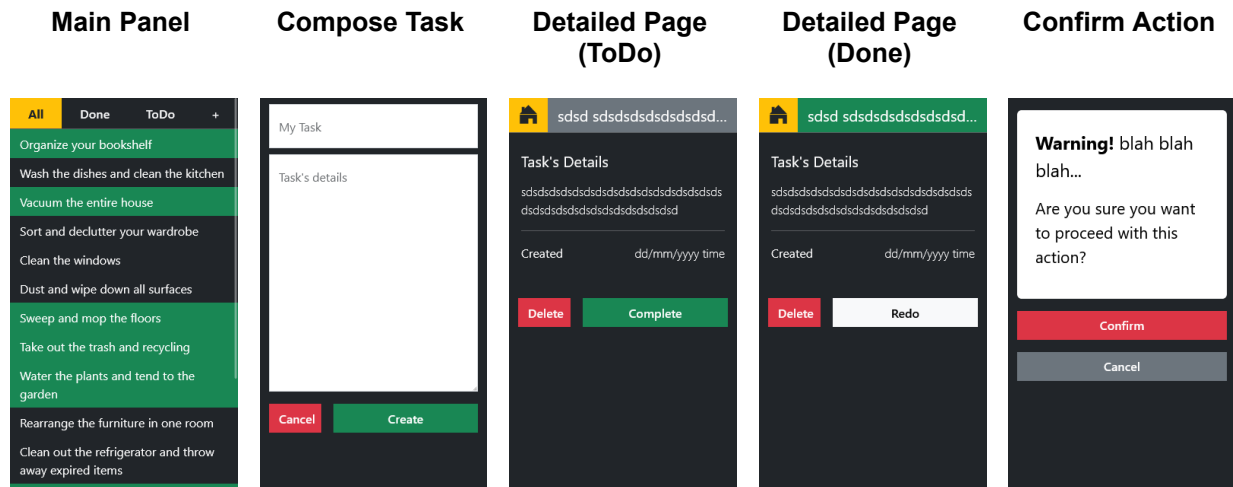 Main Panel
Compose Task
Detailed Page
(ToDo)
Detailed Page
(Done)
Confirm Action
All Done ToDo +
Organize your bookshelf
Wash the dishes and clean the kitchen
Vacuum the entire house
Sort and declutter your wardrobe
Clean the windows
Dust and wipe down all surfaces
Sweep and mop the floors
Take out the trash and recycling
Water the plants and tend to the
garden
Rearrange the furniture in one room
Clean out the refrigerator and throw
away expired items
My Task
Task's details
Cancel Create
sdsd sdsdsdsdsdsdsdsd...
Task's Details
sdsdsdsdsdsdsdsdsdsdsdsdsdsdsdsdsds
dsdsdsdsdsdsdsdsdsdsdsdsdsd
Created dd/mm/yyyy time
Delete Complete
sdsd sdsdsdsdsdsdsdsd...
Task's Details
sdsdsdsdsdsdsdsdsdsdsdsdsdsdsdsdsds
dsdsdsdsdsdsdsdsdsdsdsdsdsd
Created dd/mm/yyyy time
Delete Redo
Warning! blah blah
blah...
Are you sure you want
to proceed with this
action?
Confirm
Cancel